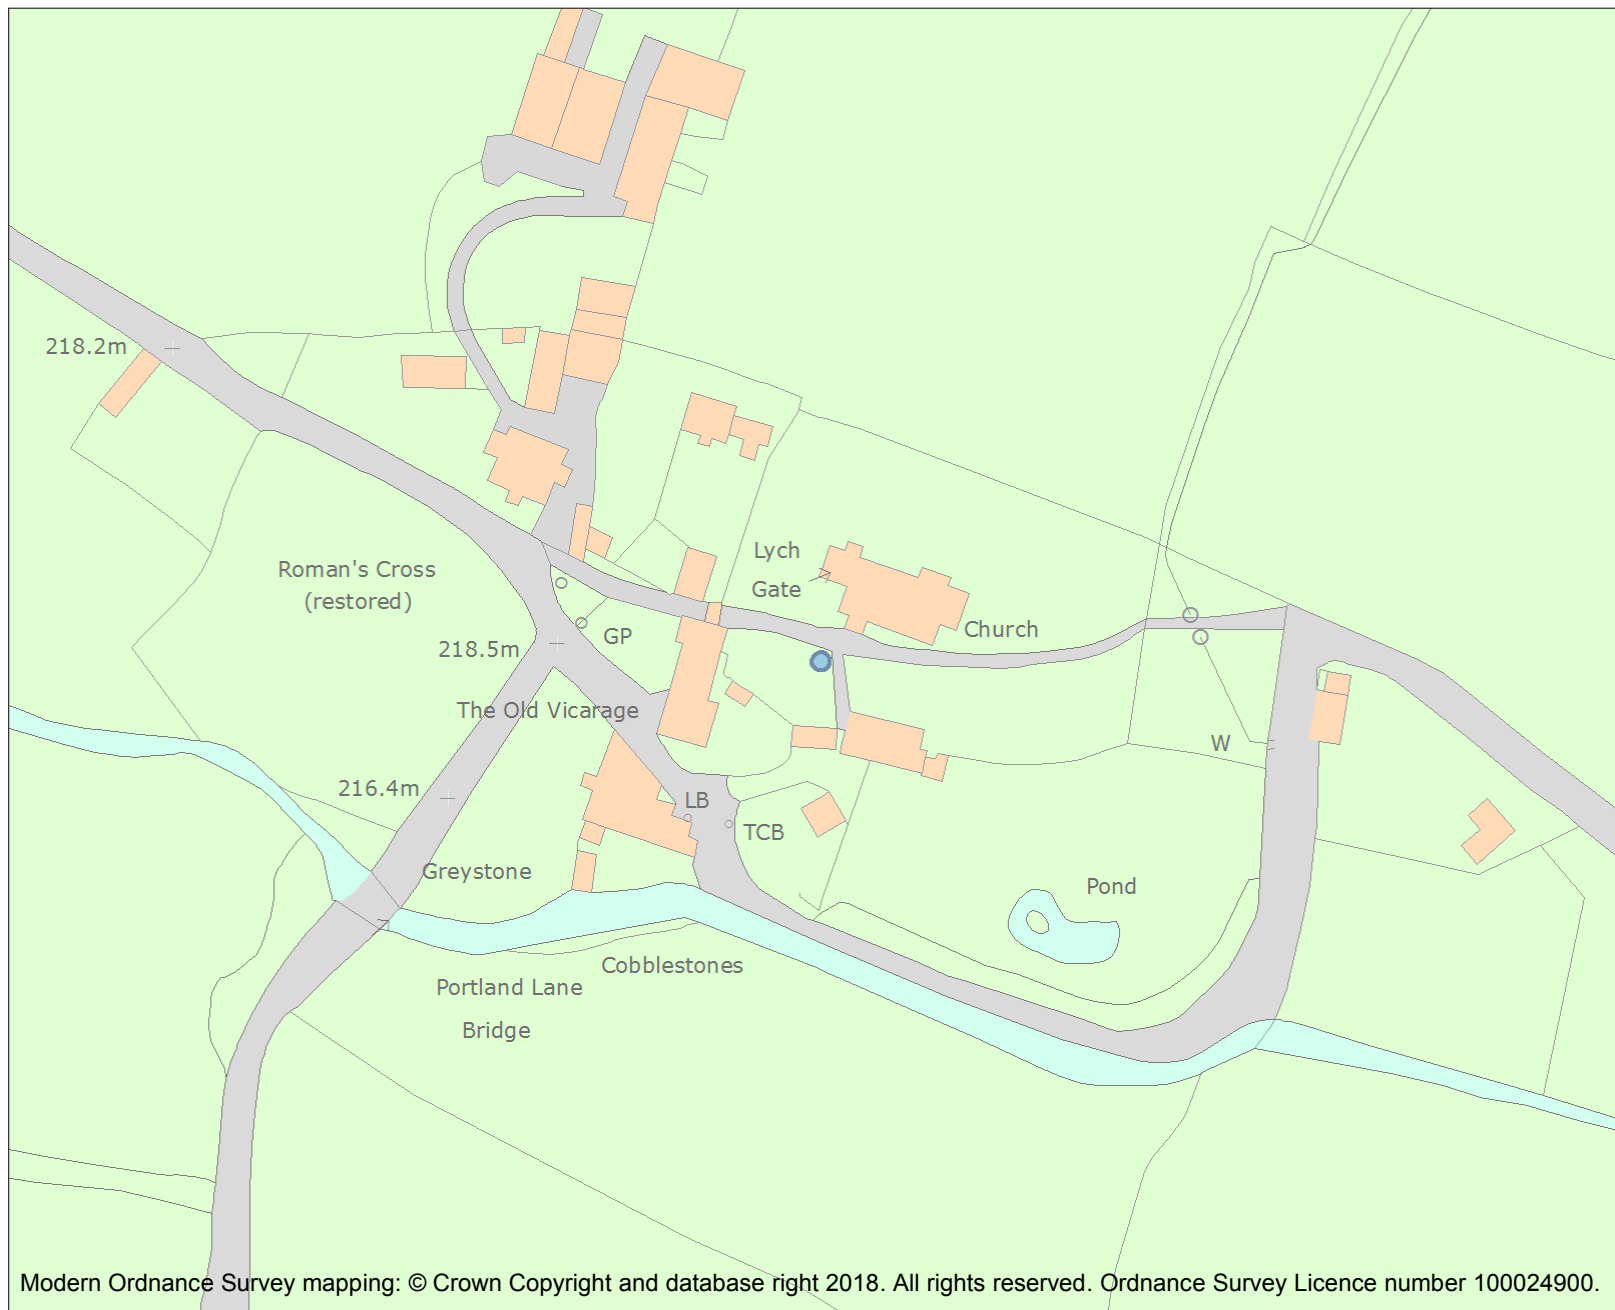 218.2m
Lych
Gate
Roman's Cross
(restored)
GP
Church
218.5m
The Old Vicarage
W
216.4m
LB
TCB
Greystone
Pond
Cobblestones
Portland Lane
Bridge
Modern Ordnance Survey mapping: © Crown Copyright and database right 2018. All rights reserved. Ordnance Survey Licence number 100024900.